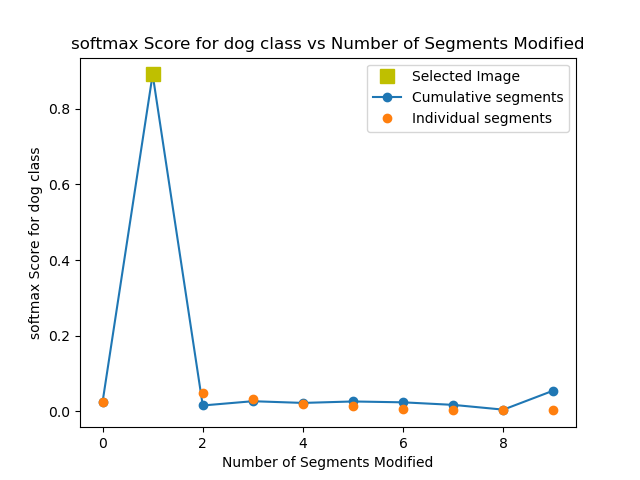 softmax Score for dog class vs Number of Segments Modified
Selected Image
Cumulative segments
Individual segments
softmax Score for dog class
0.8
0.6
0.4
0.2
0.0
0 2 4 6 8
Number of Segments Modified